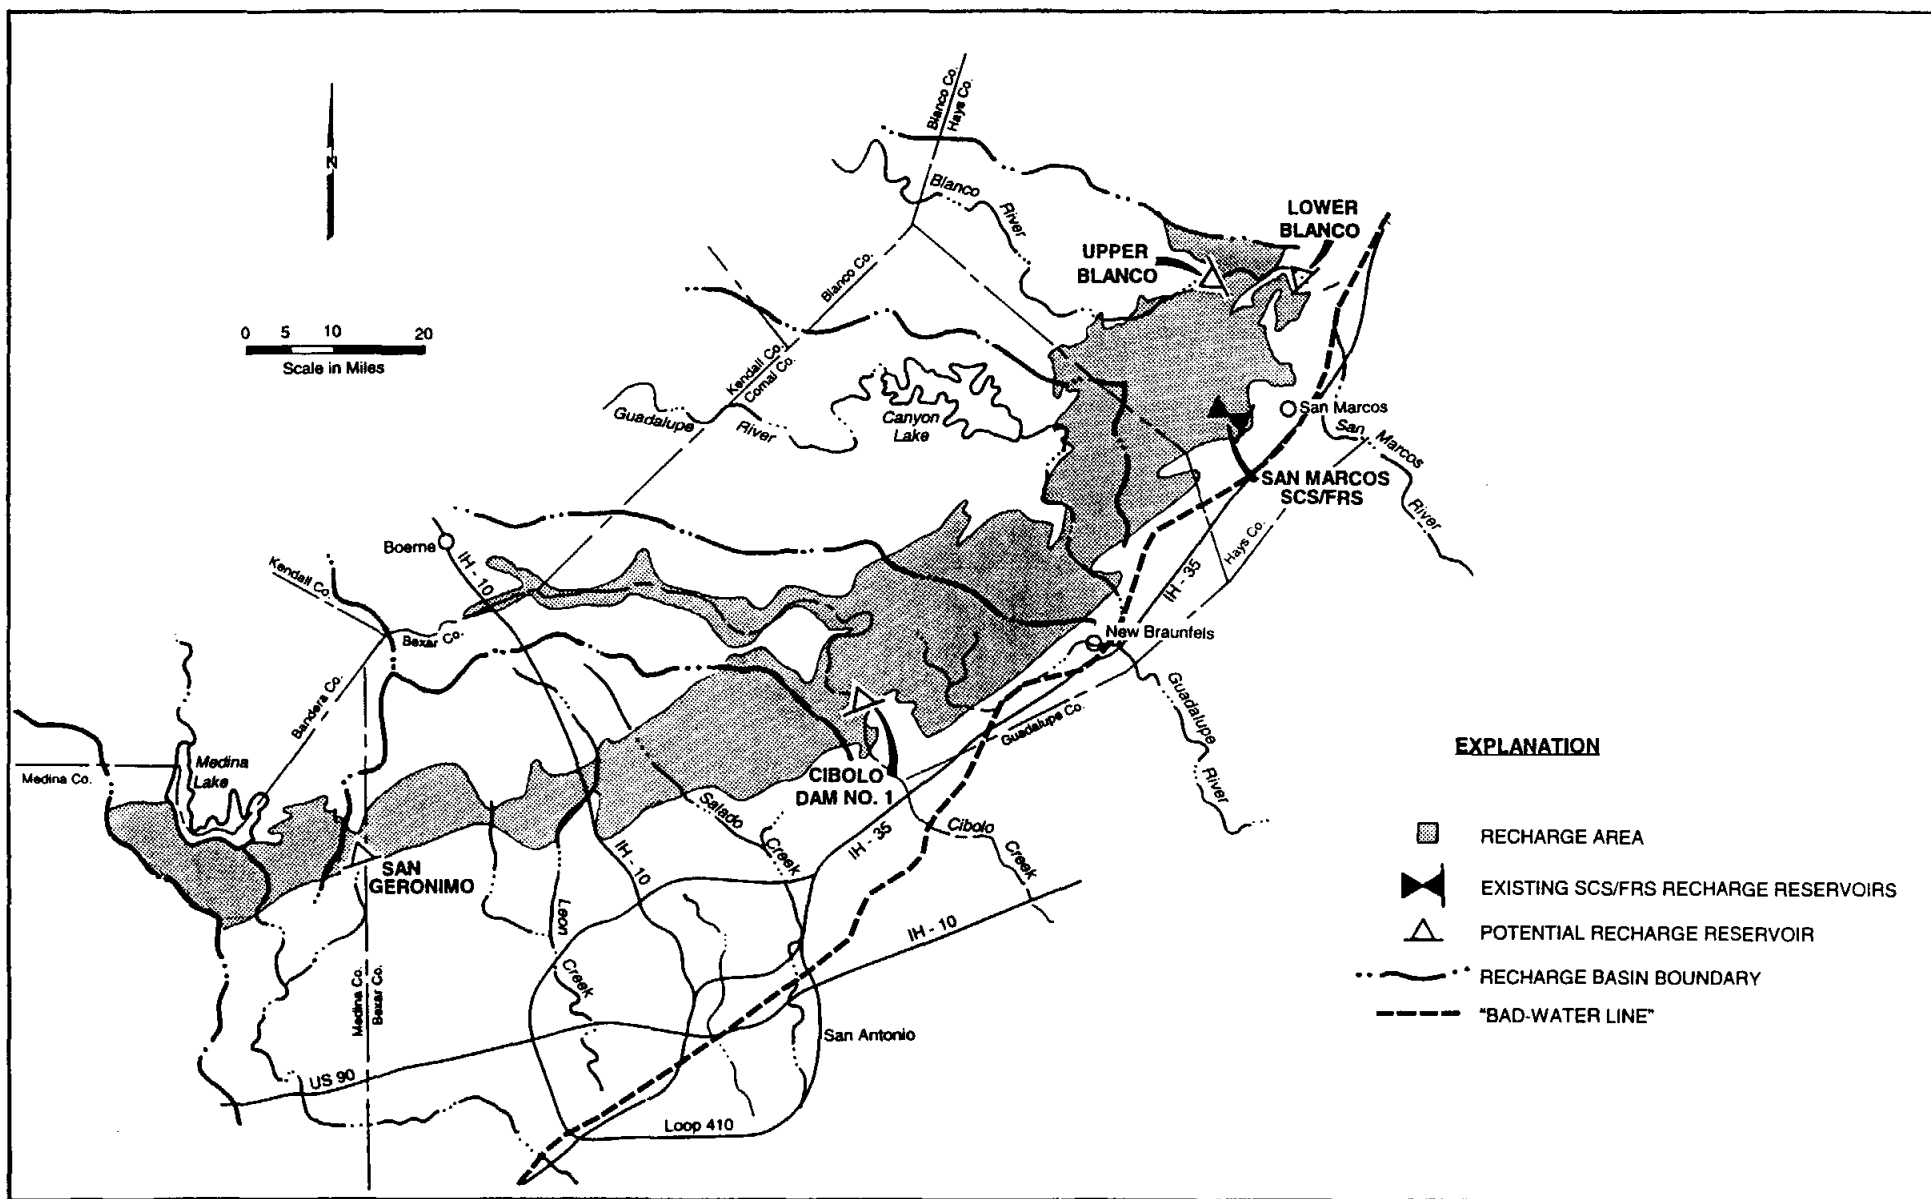 Blanco Co.
Hays Co.
N
Blanco
River
LOWER
BLANCO
UPPER
BLANCO
Blanco Co.
0 5 10 20
Scale in Miles
Kendall Co.
Comal Co.
Guadalupe
River
Canyon
Lake
San Marcos
San Marcos
River
SAN MARCOS
SCS/FRS
Hays Co.
IH - 35
Boerne
IH - 10
Kendall Co.
Bexar Co.
New Braunfels
Guadalupe
River
Guadalupe Co.
Bandera Co.
Medina Co.
Medina
Lake
CIBOLO
DAM NO. 1
Salado
Creek
IH - 35
Cibolo
Creek
SAN
GERONIMO
IH - 10
Leon
Creek
IH - 10
Medina Co.
Bexar Co.
San Antonio
US 90
Loop 410
EXPLANATION
RECHARGE AREA
EXISTING SCS/FRS RECHARGE RESERVOIRS
POTENTIAL RECHARGE RESERVOIR
RECHARGE BASIN BOUNDARY
"BAD-WATER LINE"